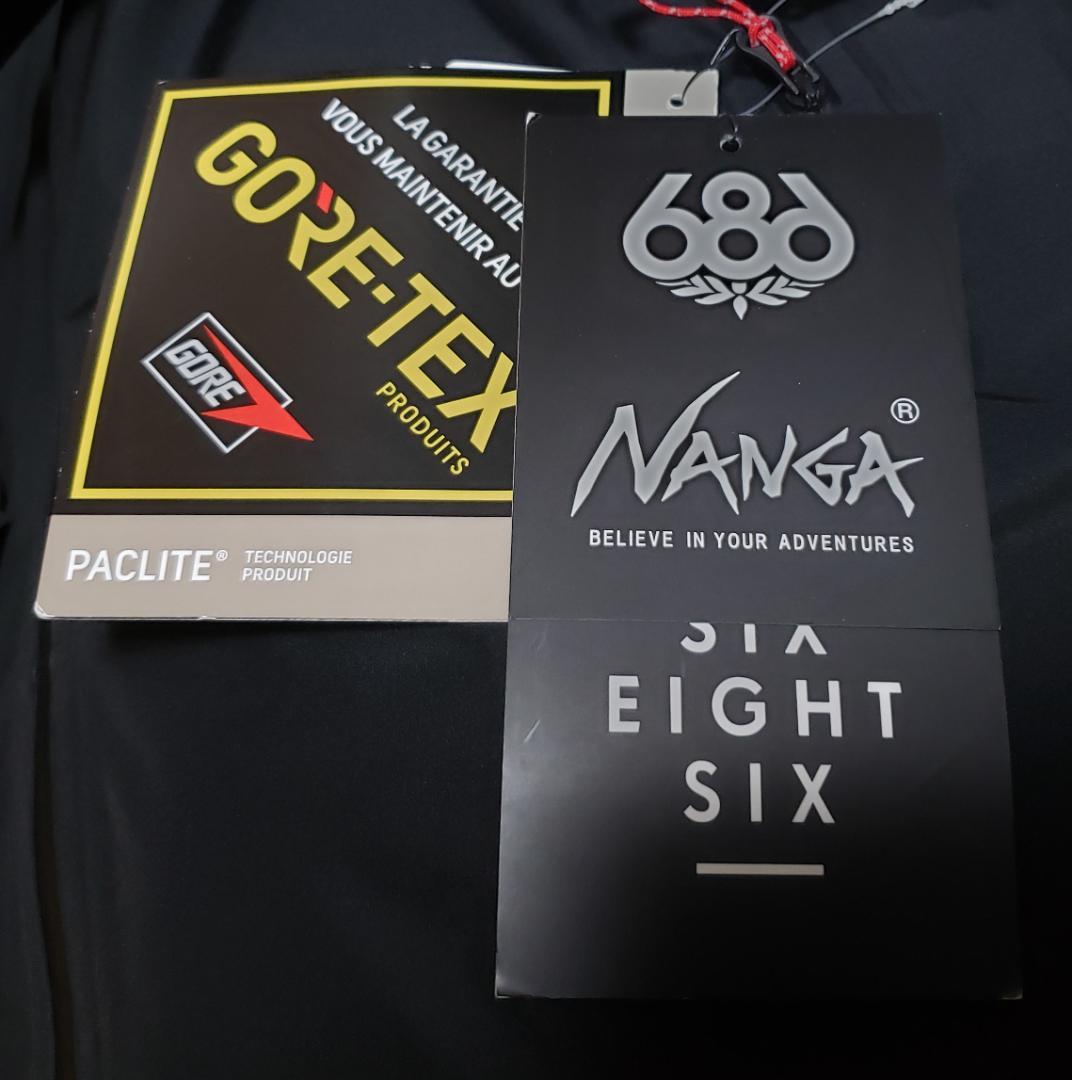 LA GARANTIE
VOUS MAINTENIR AU
GORE-TEX
PRODUITS
GORE
PACLITE® TECHNOLOGIE
PRODUIT
686
NANGA®
BELIEVE IN YOUR ADVENTURES
SIX
EIGHT
SIX